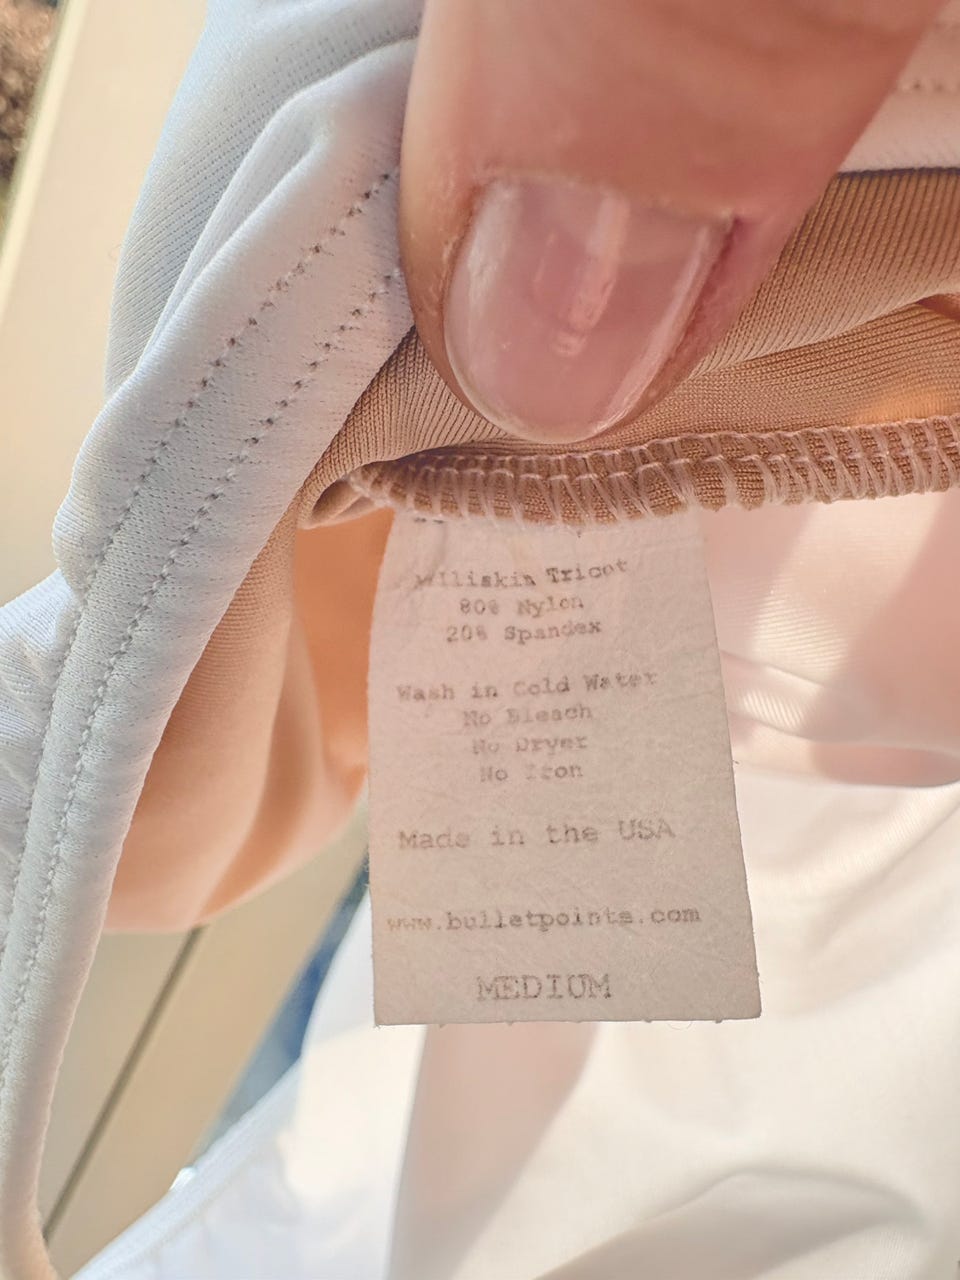 Milliskin Tricot
80% Nylon
20% Spandex
Wash in Cold Water
No Bleach
No Dryer
No Iron
Made in the USA
www.bulletpoints.com
MEDIUM